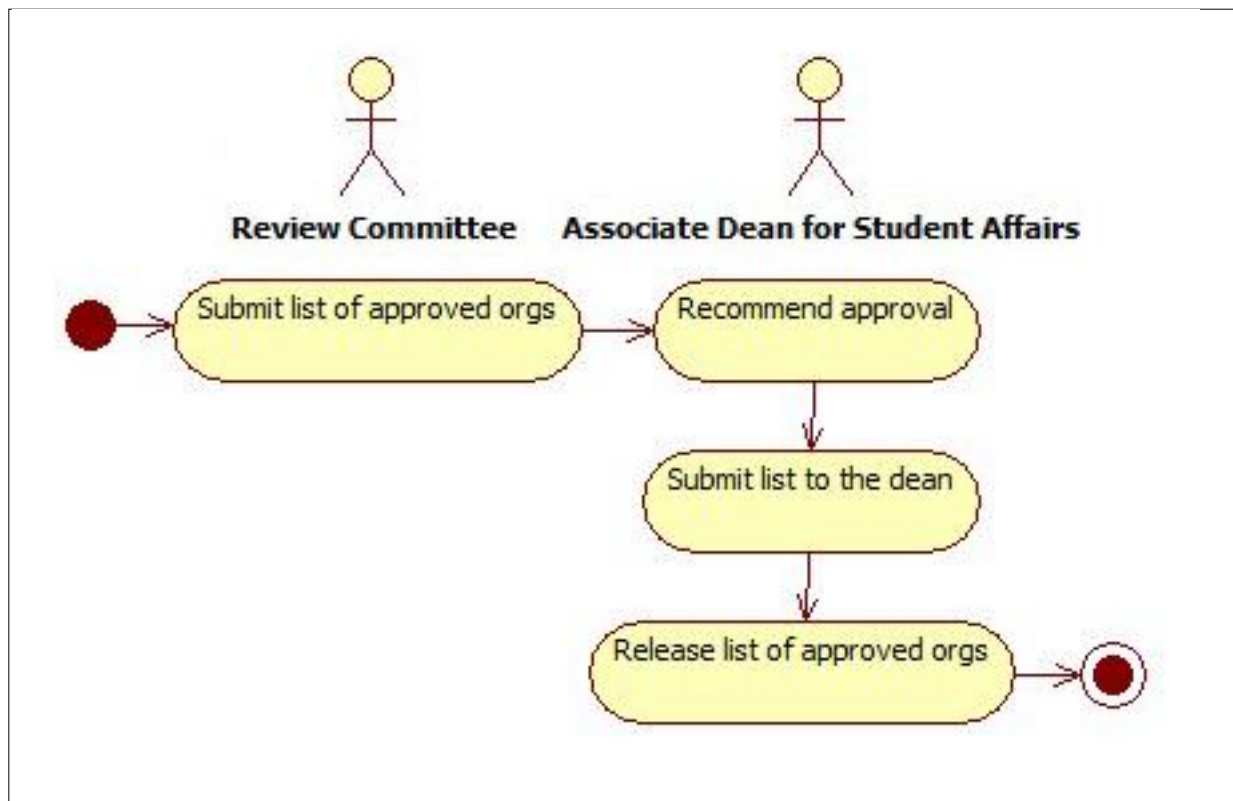 Review Committee
Associate Dean for Student Affairs
Submit list of approved orgs
Recommend approval
Submit list to the dean
Release list of approved orgs